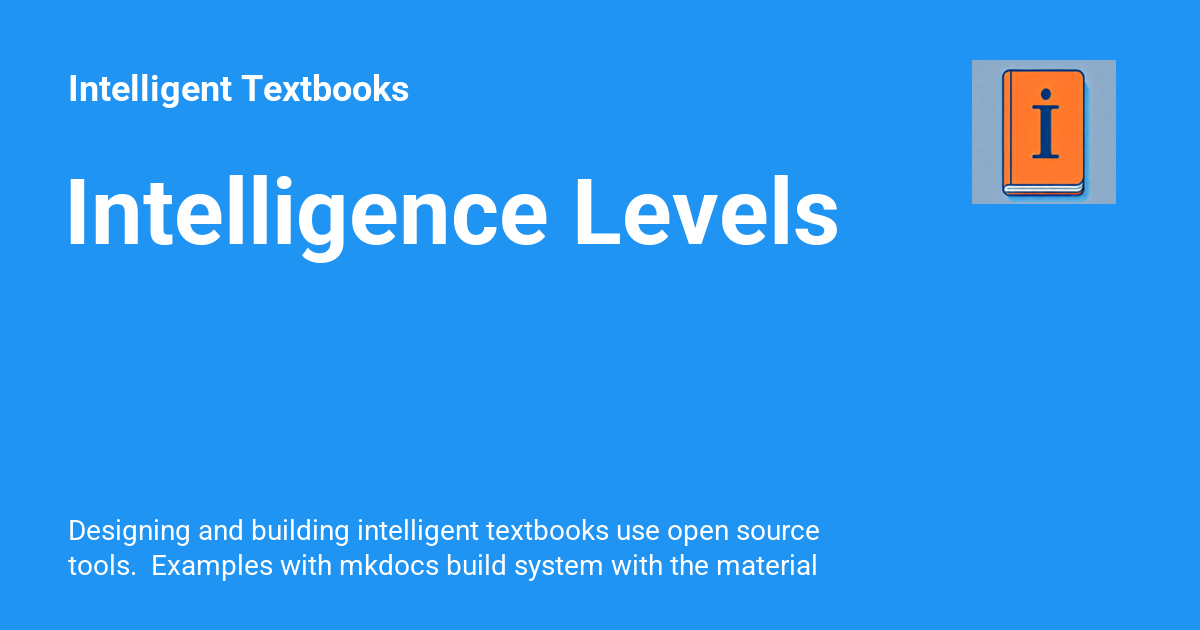 Intelligent Textbooks
i
Intelligence Levels
Designing and building intelligent textbooks use open source
tools.  Examples with mkdocs build system with the material